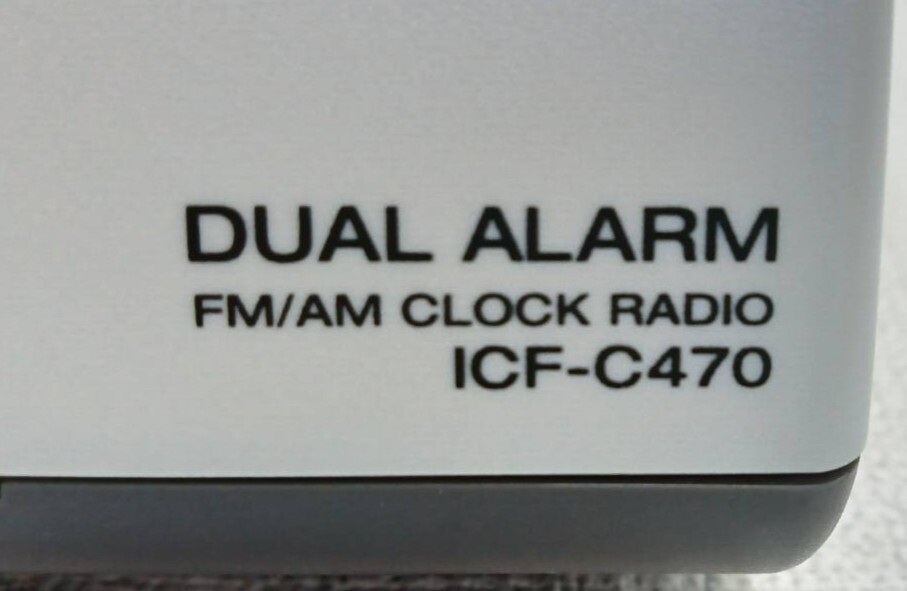 DUAL ALARM
FM/AM CLOCK RADIO
ICF-C470